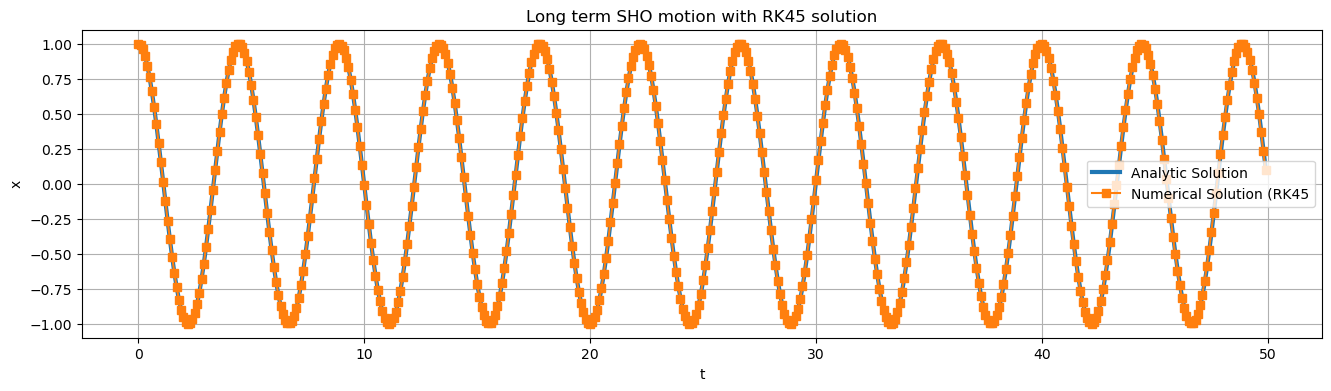 Long term SHO motion with RK45 solution
1.00
0.75
0.50
0.25
0.00
−0.25
−0.50
−0.75
−1.00
x
Analytic Solution
Numerical Solution (RK45
0 10 20 30 40 50
t